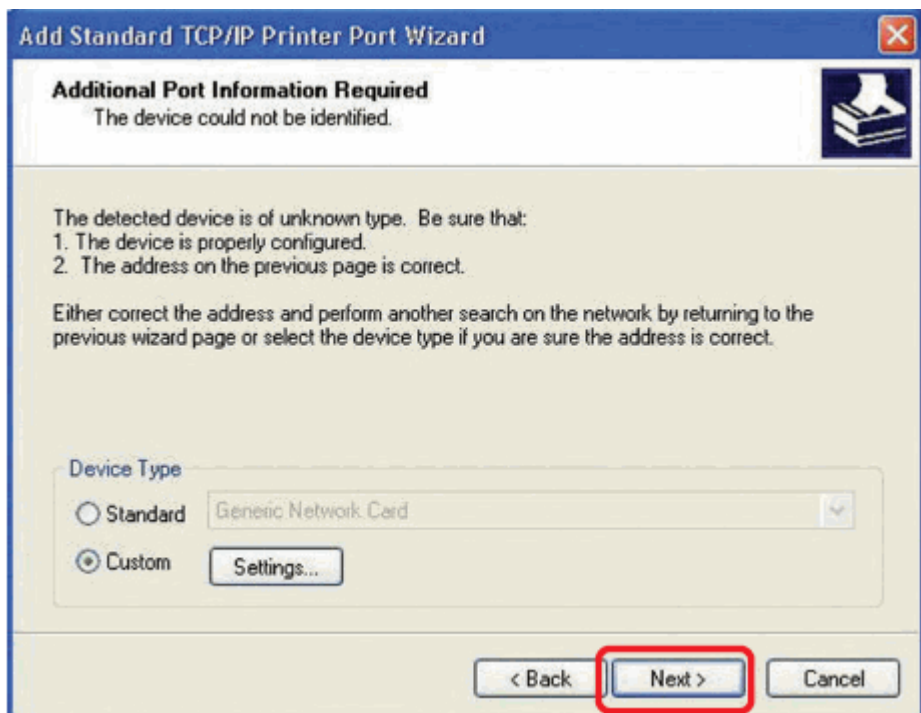 Add Standard TCP/IP Printer Port Wizard
Additional Port Information Required
The device could not be identified.
The detected device is of unknown type. Be sure that:
1. The device is properly configured.
2. The address on the previous page is correct.
Either correct the address and perform another search on the network by returning to the
previous wizard page or select the device type if you are sure the address is correct.
Device Type
Standard
Generic Network Card
Custom
Settings...
< Back
Next >
Cancel